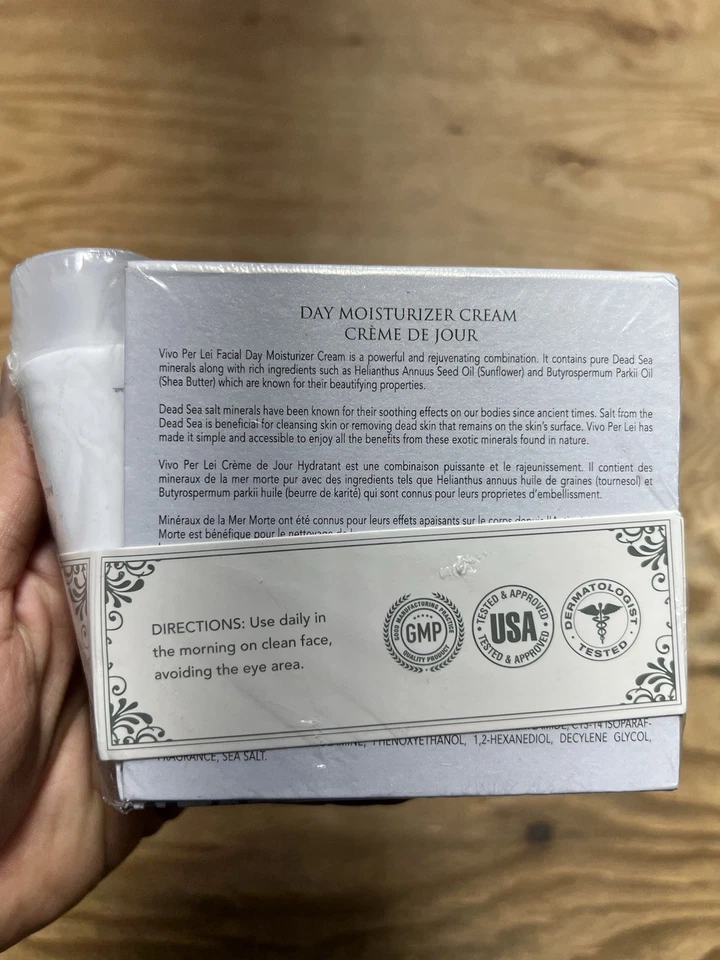 DAY MOISTURIZER CREAM
CRÈME DE JOUR
Vivo Per Lei Facial Day Moisturizer Cream is a powerful and rejuvenating combination. It contains pure Dead Sea
minerals along with rich ingredients such as Helianthus Annuus Seed Oil (Sunflower) and Butyrospermum Parkii Oil
(Shea Butter) which are known for their beautifying properties.
Dead Sea salt minerals have been known for their soothing effects on our bodies since ancient times. Salt from the
Dead Sea is beneficial for cleansing skin or removing dead skin that remains on the skin's surface. Vivo Per Lei has
made it simple and accessible to enjoy all the benefits from these exotic minerals found in nature.
Vivo Per Lei Crème de Jour Hydratant est une combinaison puissante et le rajeunissement. Il contient des
mineraux de la mer morte pur avec des ingredients tels que Helianthus annuus huile de graines (tournesol) et
Butyrospermum parkii huile (beurre de karité) qui sont connus pour leurs proprietes d'embellissment.
Minéraux de la Mer Morte ont été connus pour leurs effets apaisants sur le corps depuis
Morte est bénéfique pour le nettoyage
DIRECTIONS: Use daily in
the morning on clean face,
avoiding the eye area.
GOOD MANUFACTURING PRACTICE
GMP
QUALITY PRODUCT
TESTED & APPROVED
USA
TESTED & APPROVED
DERMATOLOGIST
TESTED
C13-14 ISOPARAF-
PHENOXYETHANOL, 1,2-HEXANEDIOL, DECYLENE GLYCOL,
FRAGRANCE, SEA SALT.